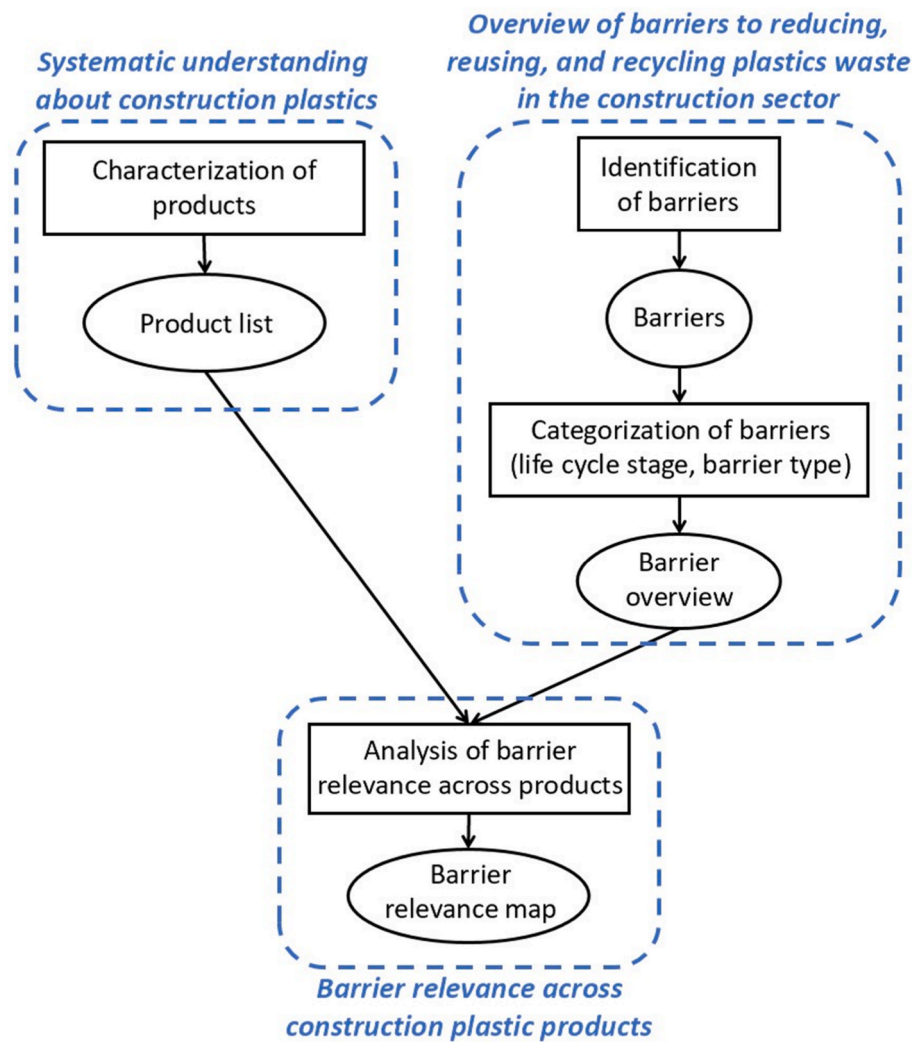 Systematic understanding
about construction plastics
Characterization of
products
Product list
Overview of barriers to reducing,
reusing, and recycling plastics waste
in the construction sector
Identification
of barriers
Barriers
Categorization of barriers
(life cycle stage, barrier type)
Barrier
overview
Analysis of barrier
relevance across products
Barrier
relevance map
Barrier relevance across
construction plastic products